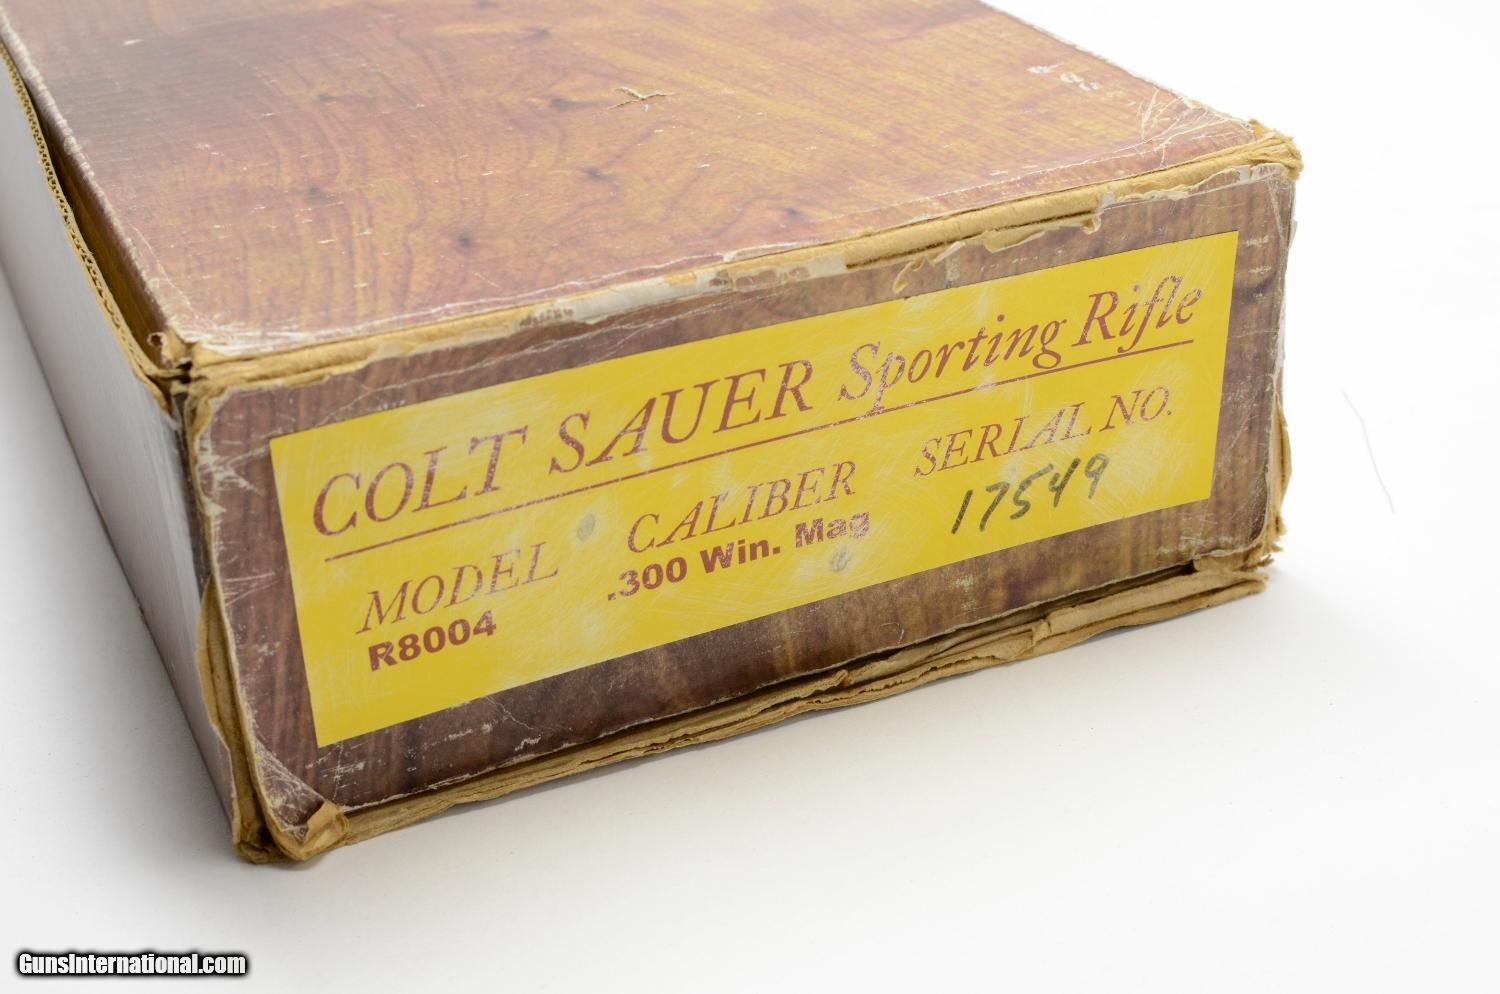 COLT SAUER Sporting Rifle
MODEL CALIBER SERIAL NO.
R8004 .300 Win. Mag 17549
GunsInternational.com